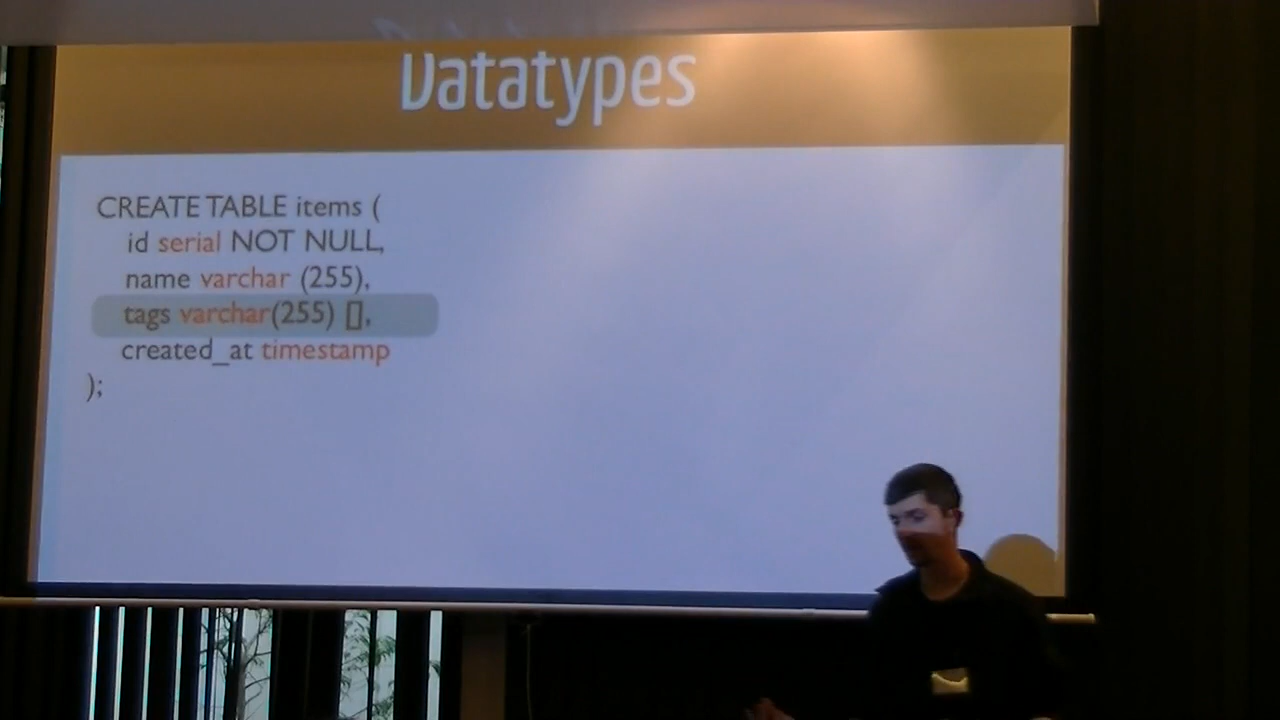 Datatypes
CREATE TABLE items (
id serial NOT NULL,
name varchar (255),
tags varchar(255) [],
created_at timestamp
);